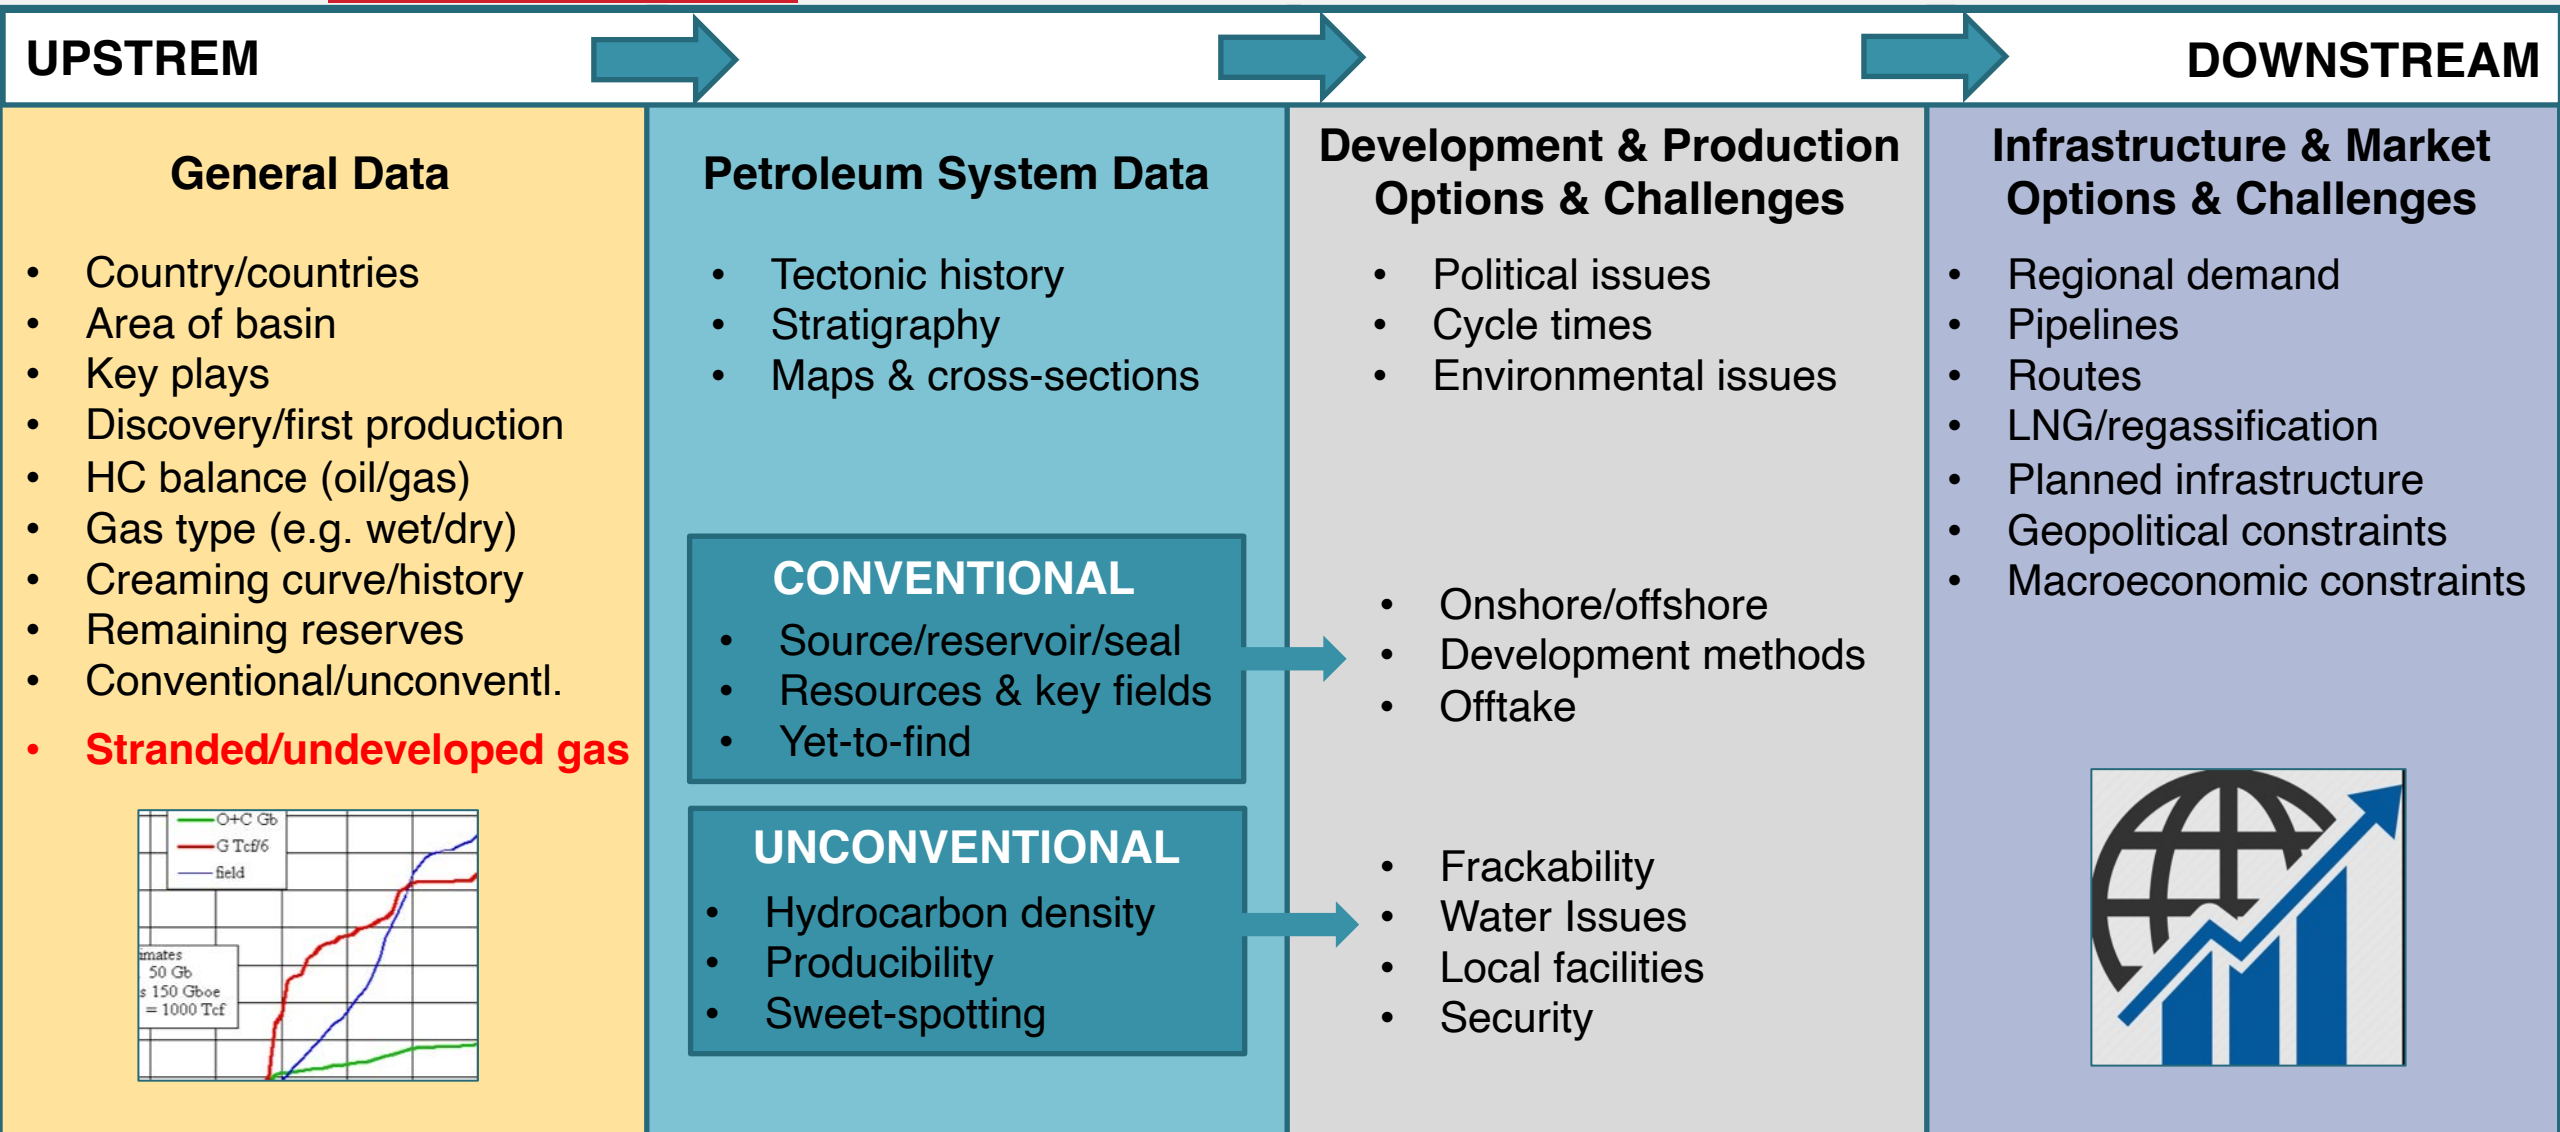 UPSTREM
DOWNSTREAM
General Data
• Country/countries
• Area of basin
• Key plays
• Discovery/first production
• HC balance (oil/gas)
• Gas type (e.g. wet/dry)
• Creaming curve/history
• Remaining reserves
• Conventional/unconventl.
• Stranded/undeveloped gas
O+C Gb
G Tcf/6
field
imates
50 Gb
s 150 Gboe
= 1000 Tcf
Petroleum System Data
• Tectonic history
• Stratigraphy
• Maps & cross-sections
CONVENTIONAL
• Source/reservoir/seal
• Resources & key fields
• Yet-to-find
UNCONVENTIONAL
• Hydrocarbon density
• Producibility
• Sweet-spotting
Development & Production
Options & Challenges
• Political issues
• Cycle times
• Environmental issues
• Onshore/offshore
• Development methods
• Offtake
• Frackability
• Water Issues
• Local facilities
• Security
Infrastructure & Market
Options & Challenges
• Regional demand
• Pipelines
• Routes
• LNG/regassification
• Planned infrastructure
• Geopolitical constraints
• Macroeconomic constraints